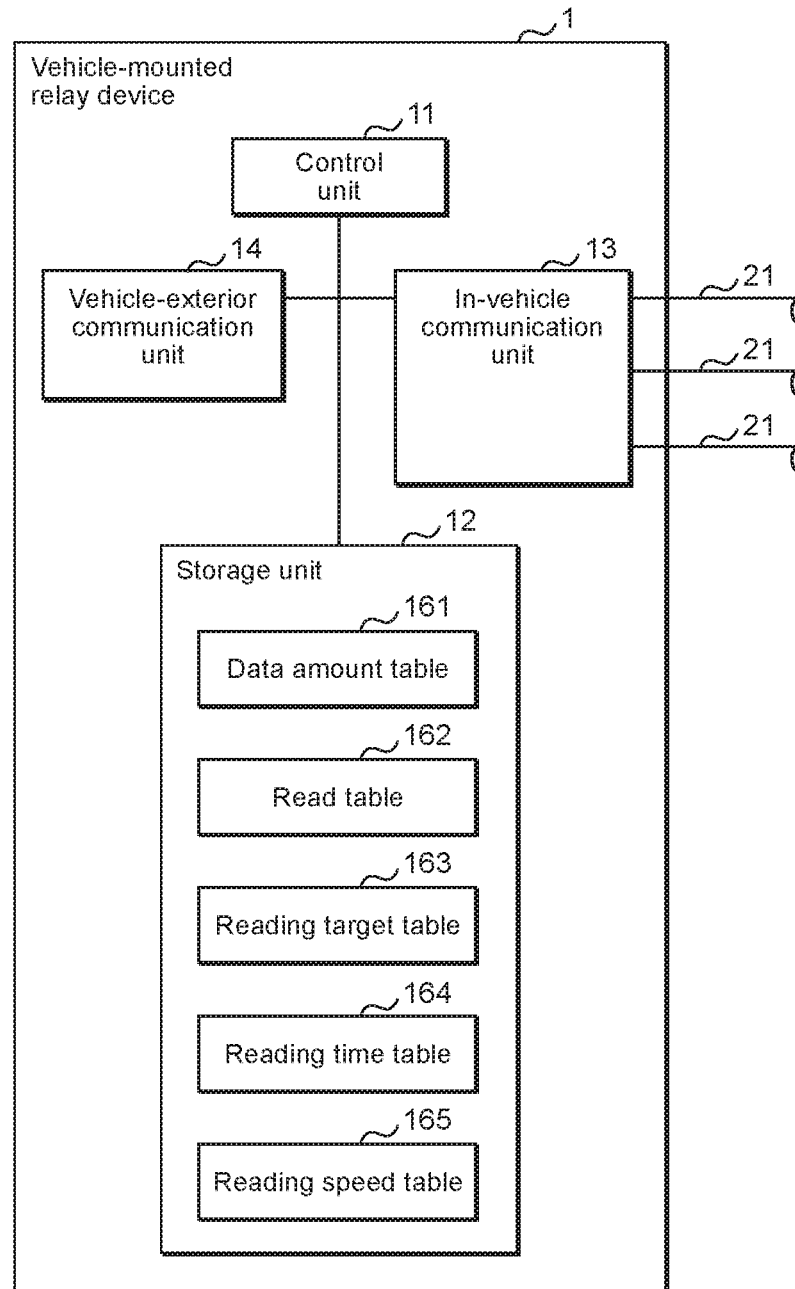 1
Vehicle-mounted
relay device
11
Control
unit
14
Vehicle-exterior
communication
unit
13
In-vehicle
communication
unit
21
21
21
12
Storage unit
161
Data amount table
162
Read table
163
Reading target table
164
Reading time table
165
Reading speed table